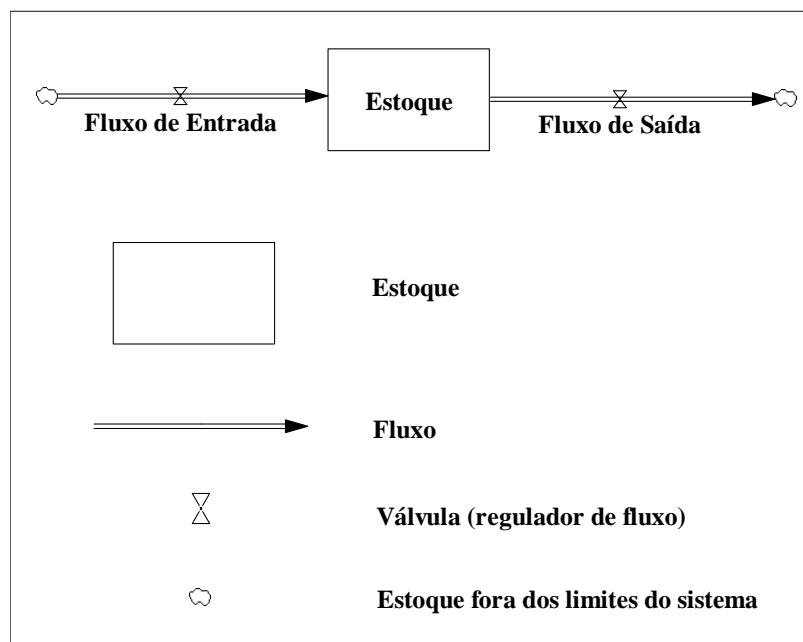 Estoque
Fluxo de Entrada
Fluxo de Saída
Estoque
Fluxo
Válvula (regulador de fluxo)
Estoque fora dos limites do sistema